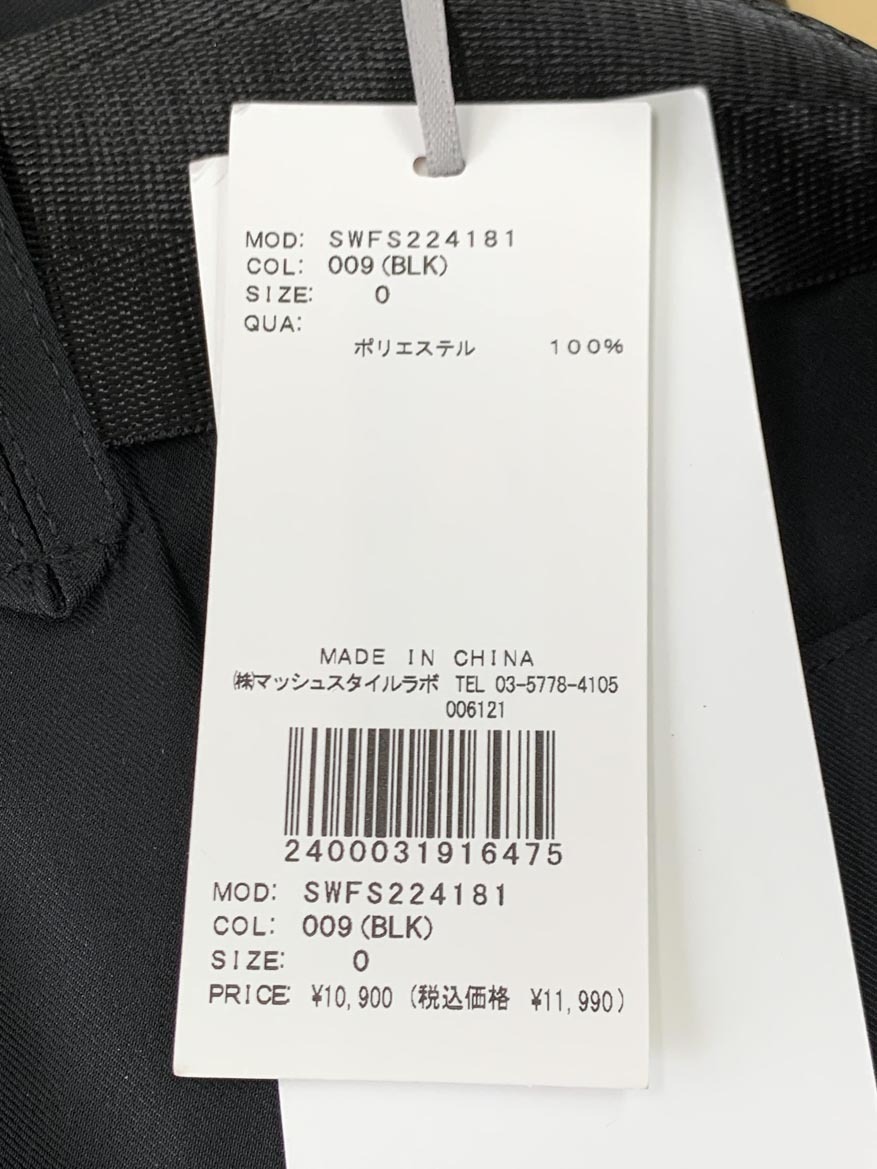 MOD: SWFS224181
COL: 009(BLK)
SIZE: 0
QUA:
ポリエステル 100%
MADE IN CHINA
㈱マッシュスタイルラボ TEL 03-5778-4105
006121
2400031916475
MOD: SWFS224181
COL: 009(BLK)
SIZE: 0
PRICE: ¥10,900 (税込価格 ¥11,990)